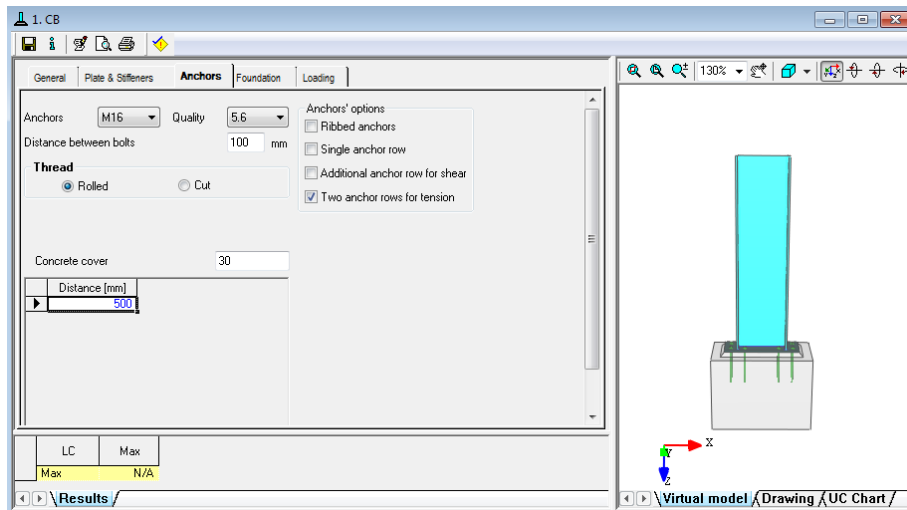 1. CB
General Plate & Stiffeners Anchors Foundation Loading
130%
Anchors M16 Quality 5.6
Distance between bolts 100 mm
Thread
Rolled Cut
Anchors' options
Ribbed anchors
Single anchor row
Additional anchor row for shear
Two anchor rows for tension
Concrete cover 30
Distance [mm]
500
X
Y
Z
LC Max
Max N/A
Results
Virtual model Drawing UC Chart